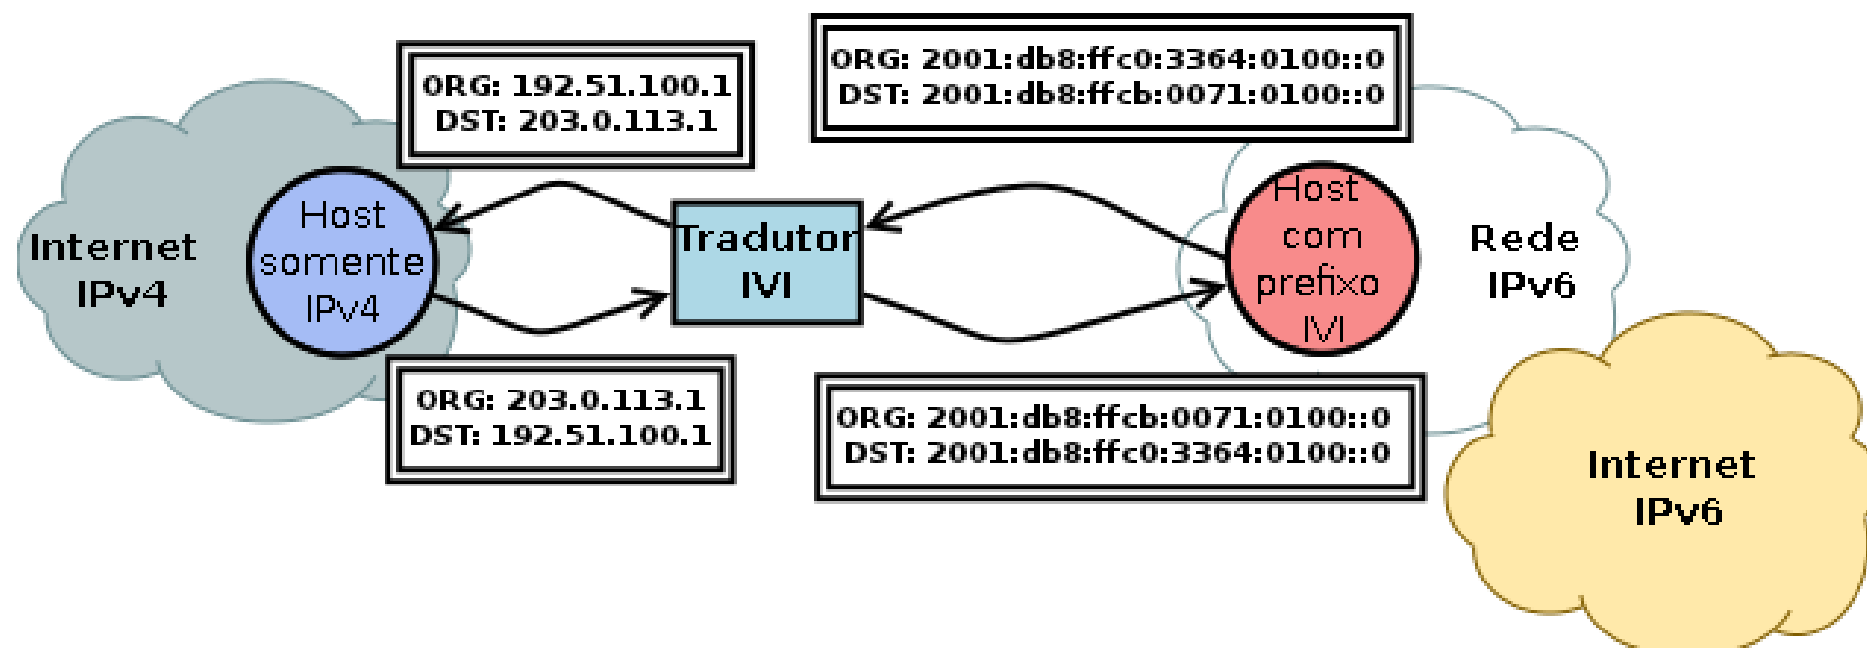 ORG: 192.51.100.1
DST: 203.0.113.1
ORG: 2001:db8:ffc0:3364:0100::0
DST: 2001:db8:ffcb:0071:0100::0
Internet
IPv4
Host
somente
IPv4
Tradutor
IVI
Host
com
prefixo
IVI
Rede
IPv6
ORG: 203.0.113.1
DST: 192.51.100.1
ORG: 2001:db8:ffcb:0071:0100::0
DST: 2001:db8:ffc0:3364:0100::0
Internet
IPv6